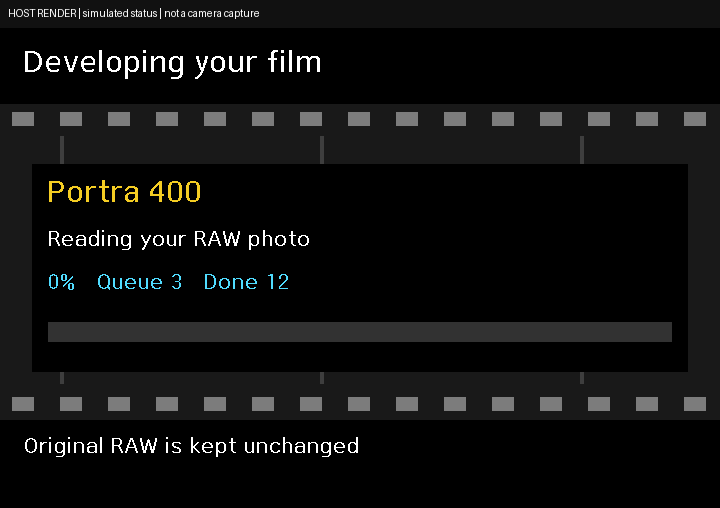 HOST RENDER | simulated status | not a camera capture
Developing your film
Portra 400
Reading your RAW photo
0% Queue 3 Done 12
Original RAW is kept unchanged